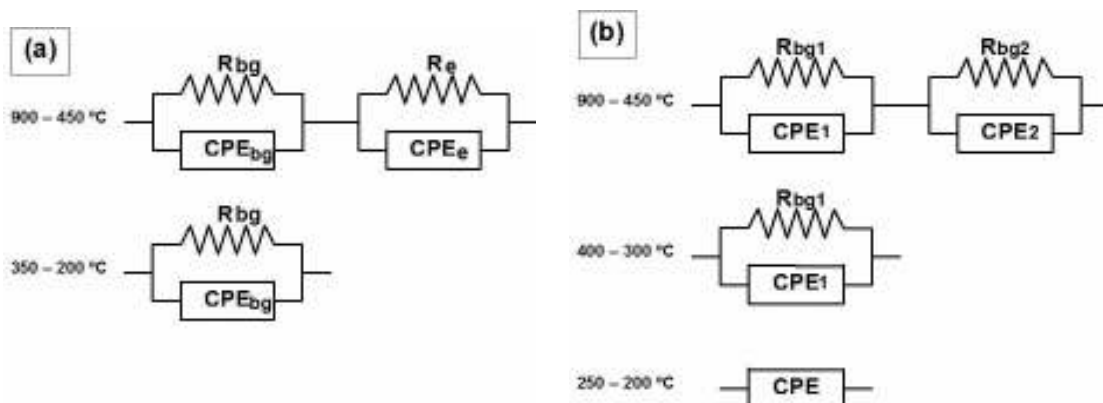 (a)
Rbg Re
900 – 450 ºC
CPEbg CPEe
Rbg
350 – 200 ºC
CPEbg
(b)
Rbg1 Rbg2
900 – 450 ºC
CPE1 CPE2
Rbg1
400 – 300 ºC
CPE1
250 – 200 ºC CPE